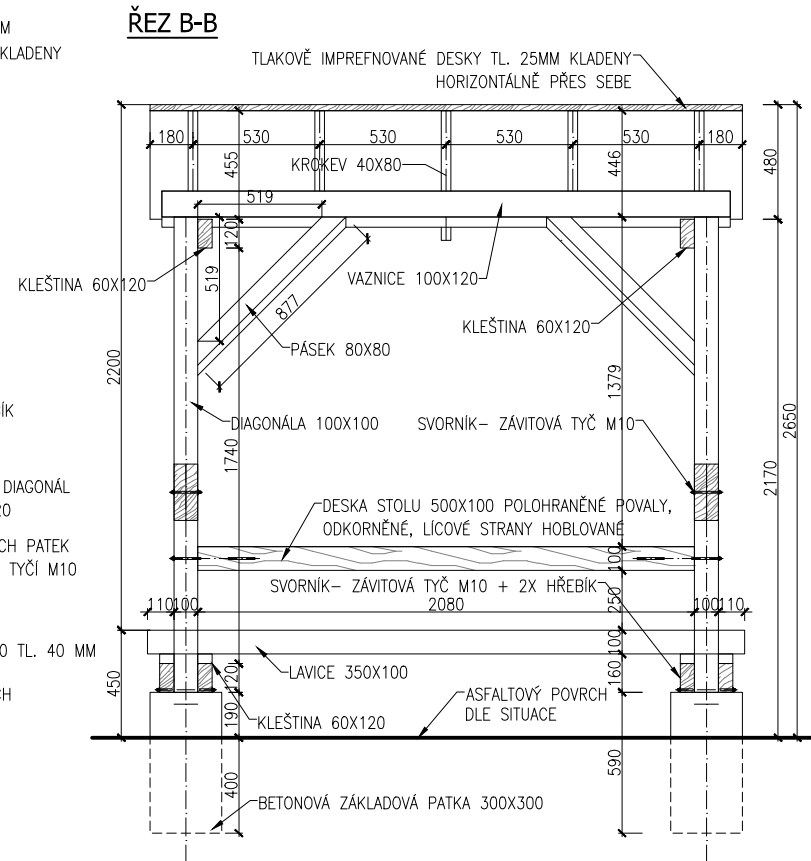 ŘEZ B-B
M
KLADENY
TLAKOVĚ IMPREFNOVANÉ DESKY TL. 25MM KLADENY
HORIZONTÁLNĚ PŘES SEBE
180
530
530
530
530
180
455
446
480
KROKEV 40X80
519
120
519
877
KLEŠTINA 60X120
VAZNICE 100X120
KLEŠTINA 60X120
PÁSEK 80X80
2200
1379
2650
ÍK
DIAGONÁLA 100X100
SVORNÍK– ZÁVITOVÁ TYČ M10
1740
2170
DIAGONÁL
20
DESKA STOLU 500X100 POLOHRANĚNÉ POVALY,
ODKORNĚNÉ, LÍCOVÉ STRANY HOBLOVANÉ
CH PATEK
TYČÍ M10
100
SVORNÍK– ZÁVITOVÁ TYČ M10 + 2X HŘEBÍK
250
110
100
2080
100
110
0 TL. 40 MM
100
LAVICE 350X100
450
120
160
CH
ASFALTOVÝ POVRCH
DLE SITUACE
190
KLEŠTINA 60X120
400
590
BETONOVÁ ZÁKLADOVÁ PATKA 300X300